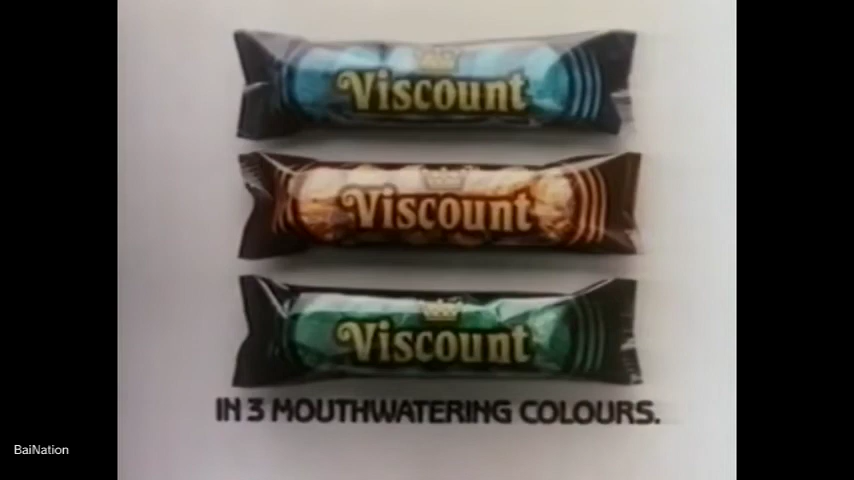 Viscount
Viscount
Viscount
IN 3 MOUTHWATERING COLOURS.
BaiNation